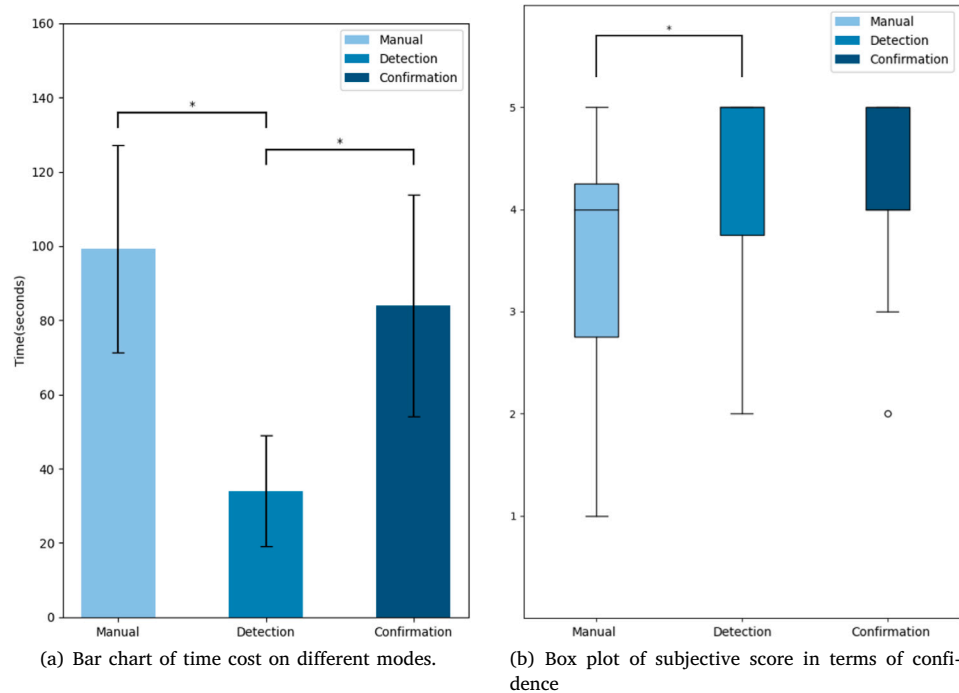 160
140
120
100
80
60
40
20
0
Time(seconds)
Manual
Detection
Confirmation
*
*
Manual
Detection
Confirmation
(a) Bar chart of time cost on different modes.
5
4
3
2
1
Manual
Detection
Confirmation
*
Manual
Detection
Confirmation
(b) Box plot of subjective score in terms of confi-
dence